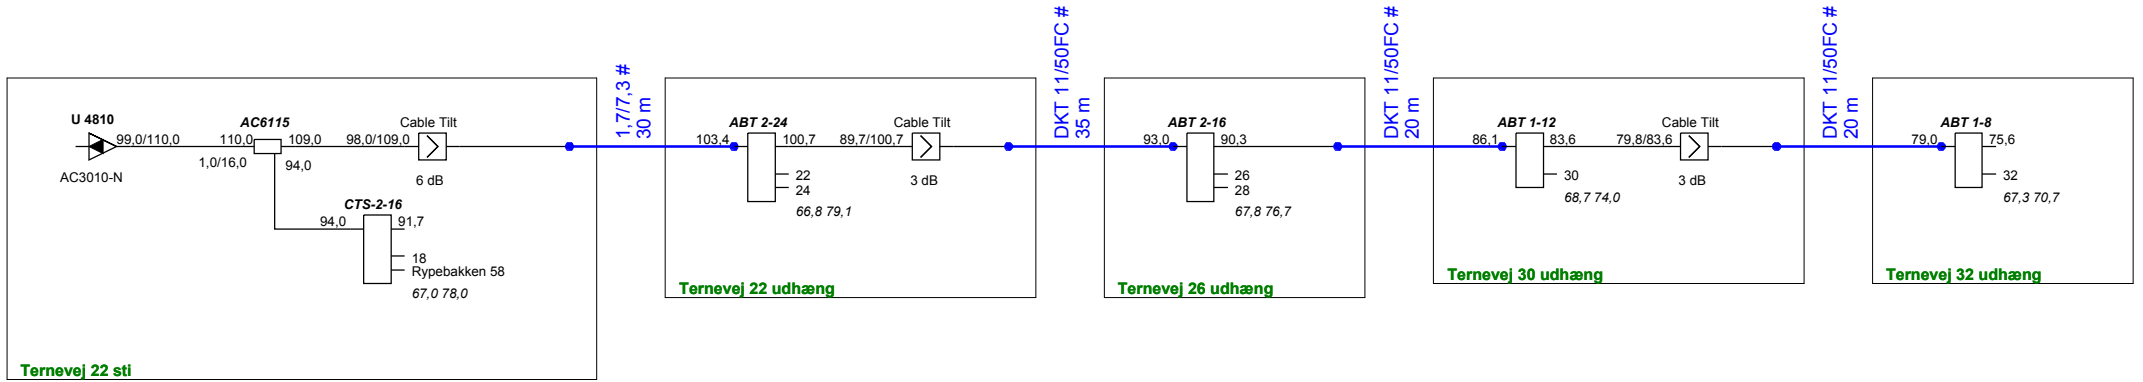 U 4810
99,0/110,0
AC3010-N
AC6115
110,0
109,0
1,0/16,0
94,0
98,0/109,0
Cable Tilt
6 dB
CTS-2-16
94,0
91,7
18
Rypebakken 58
67,0 78,0
Ternevej 22 sti
1,7/7,3 #
30 m
ABT 2-24
103,4
100,7
22
24
66,8 79,1
89,7/100,7
Cable Tilt
3 dB
Ternevej 22 udhæng
DKT 11/50FC #
35 m
ABT 2-16
93,0
90,3
26
28
67,8 76,7
Ternevej 26 udhæng
DKT 11/50FC #
20 m
ABT 1-12
86,1
83,6
30
68,7 74,0
79,8/83,6
Cable Tilt
3 dB
Ternevej 30 udhæng
DKT 11/50FC #
20 m
ABT 1-8
79,0
75,6
32
67,3 70,7
Ternevej 32 udhæng